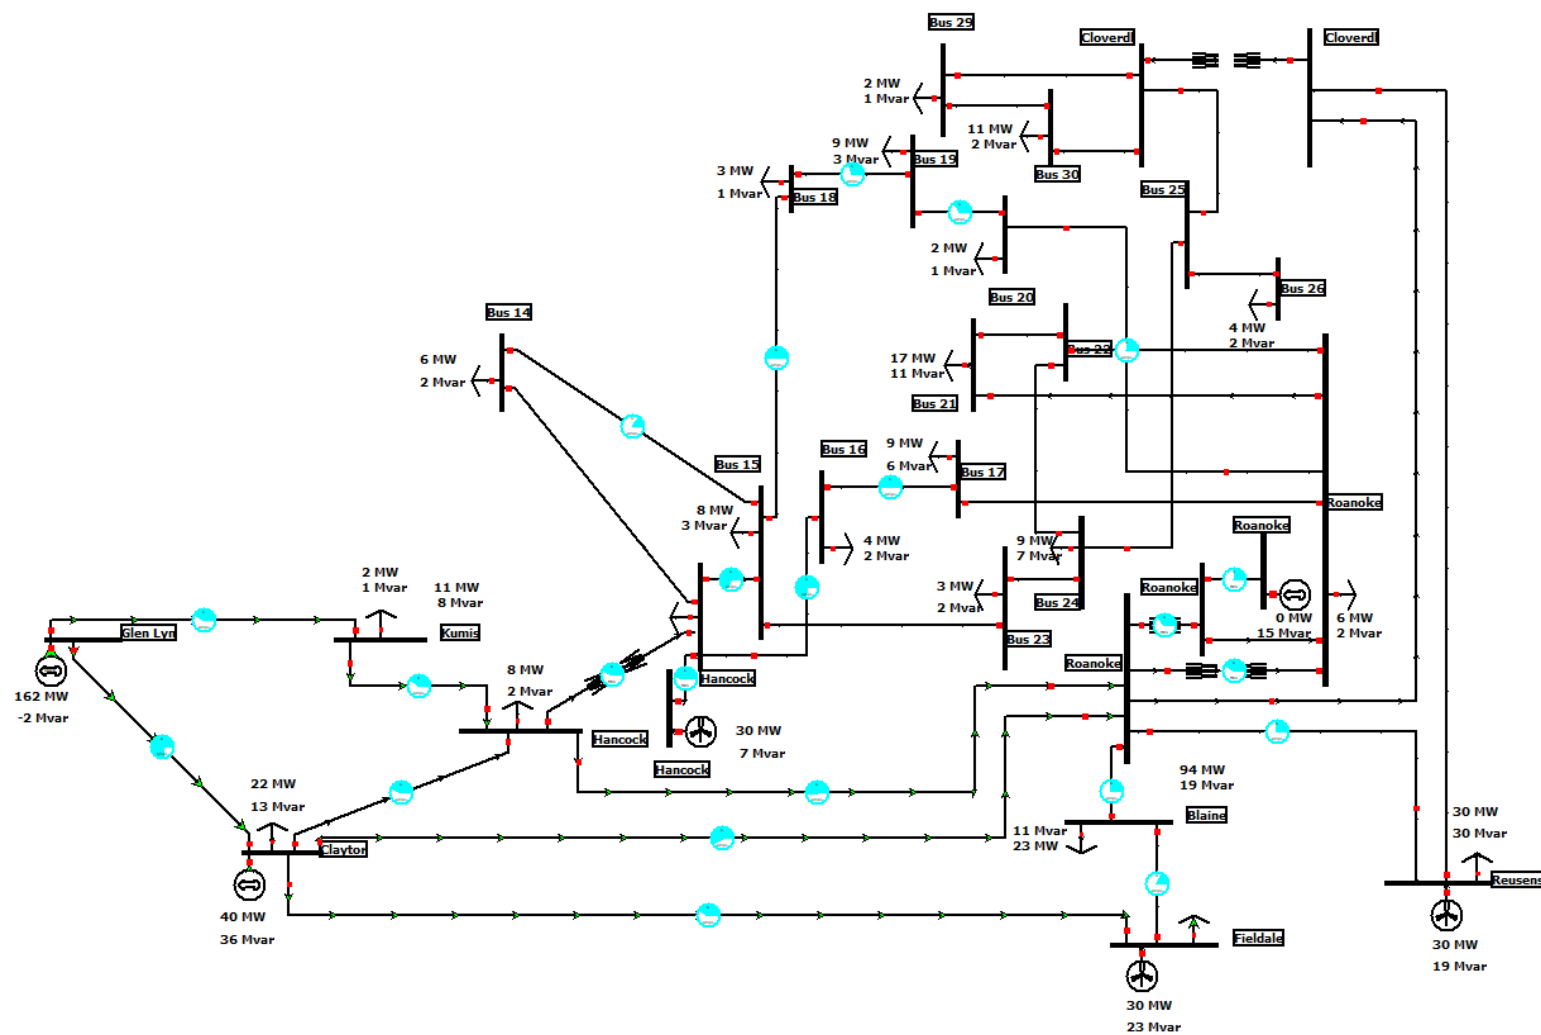 Bus 29
Cloverdl
Cloverdl
2 MW
1 Mvar
11 MW
2 Mvar
Bus 30
9 MW
3 Mvar
Bus 19
3 MW
1 Mvar
Bus 18
Bus 25
2 MW
1 Mvar
Bus 20
Bus 26
4 MW
2 Mvar
Bus 14
6 MW
2 Mvar
Bus 22
17 MW
11 Mvar
Bus 21
Bus 15
Bus 16
9 MW
6 Mvar
Bus 17
Roanoke
8 MW
3 Mvar
4 MW
2 Mvar
9 MW
7 Mvar
Roanoke
Roanoke
0 MW
15 Mvar
6 MW
2 Mvar
3 MW
2 Mvar
Bus 24
Bus 23
2 MW
1 Mvar
11 MW
8 Mvar
Glen Lyn
Kumis
162 MW
-2 Mvar
8 MW
2 Mvar
Hancock
Roanoke
Hancock
30 MW
7 Mvar
Hancock
22 MW
13 Mvar
Claytor
94 MW
19 Mvar
Blaine
11 Mvar
23 MW
30 MW
30 Mvar
Reusens
40 MW
36 Mvar
Fieldale
30 MW
19 Mvar
30 MW
23 Mvar